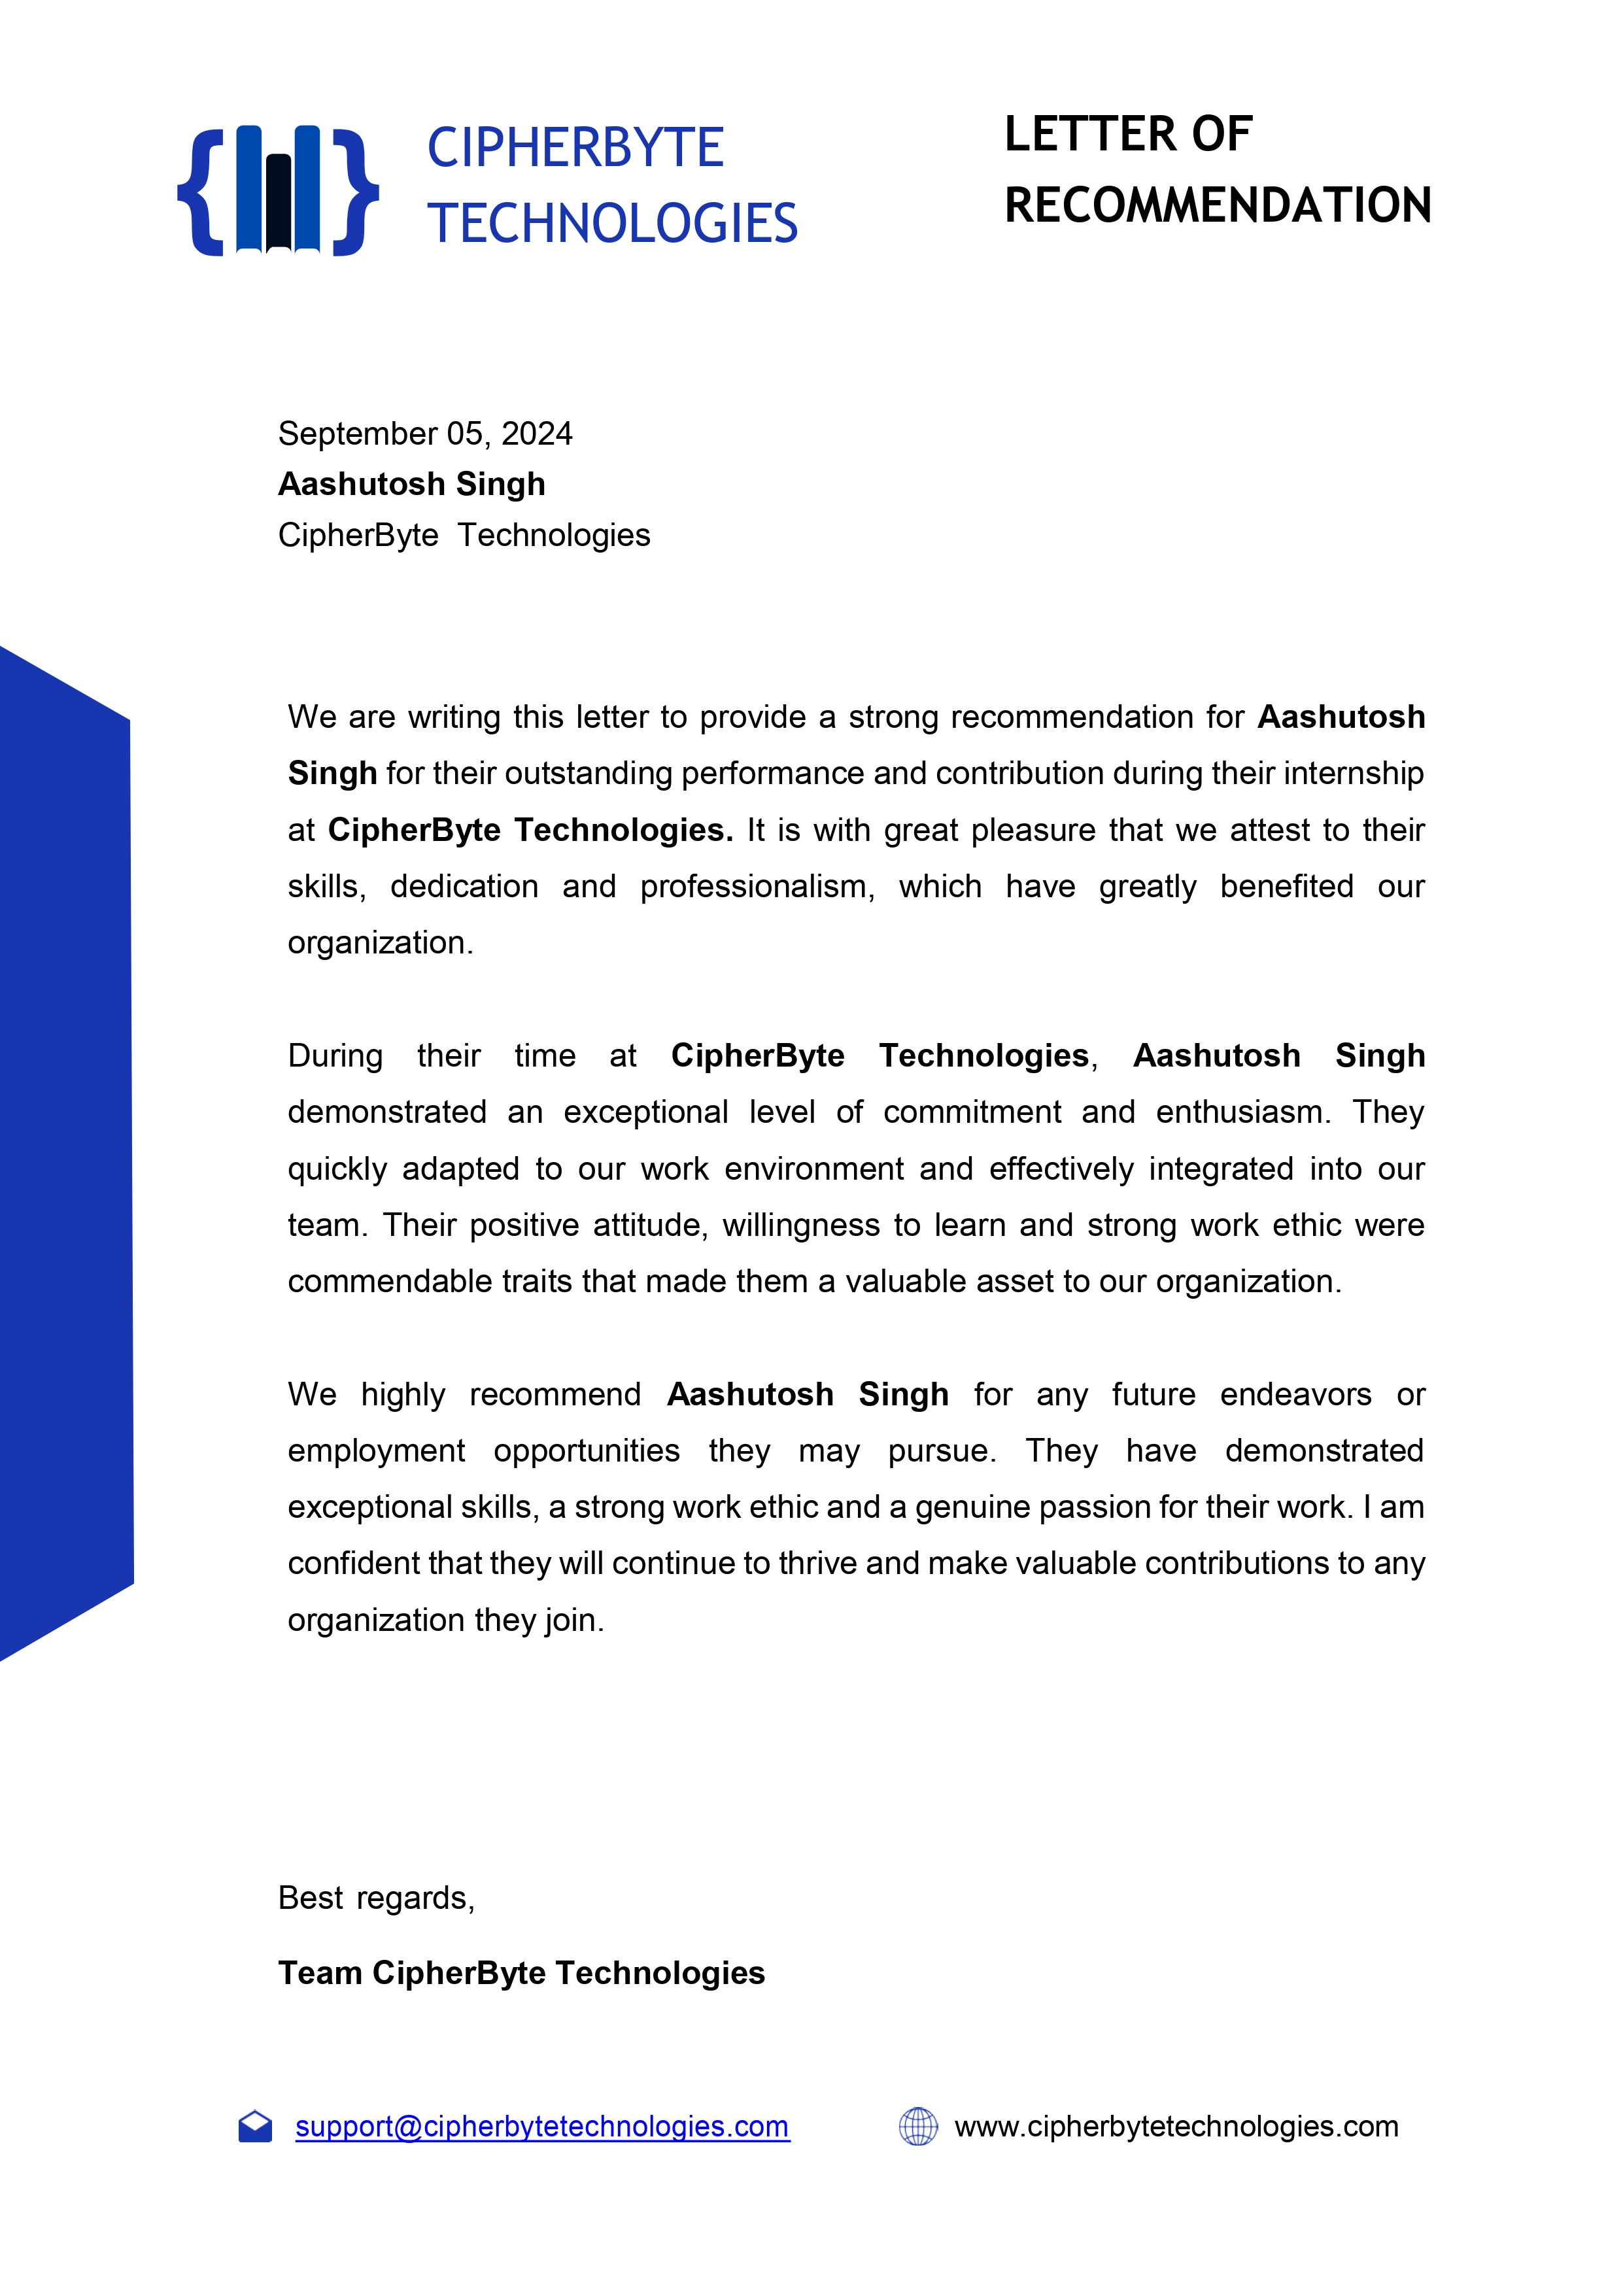 CIPHERBYTE
TECHNOLOGIES
LETTER OF
RECOMMENDATION
September 05, 2024
Aashutosh Singh
CipherByte Technologies
We are writing this letter to provide a strong recommendation for Aashutosh
Singh for their outstanding performance and contribution during their internship
at CipherByte Technologies. It is with great pleasure that we attest to their
skills, dedication and professionalism, which have greatly benefited our
organization.
During their time at CipherByte Technologies, Aashutosh Singh
demonstrated an exceptional level of commitment and enthusiasm. They
quickly adapted to our work environment and effectively integrated into our
team. Their positive attitude, willingness to learn and strong work ethic were
commendable traits that made them a valuable asset to our organization.
We highly recommend Aashutosh Singh for any future endeavors or
employment opportunities they may pursue. They have demonstrated
exceptional skills, a strong work ethic and a genuine passion for their work. I am
confident that they will continue to thrive and make valuable contributions to any
organization they join.
Best regards,
Team CipherByte Technologies
support@cipherbytetechnologies.com
www.cipherbytetechnologies.com